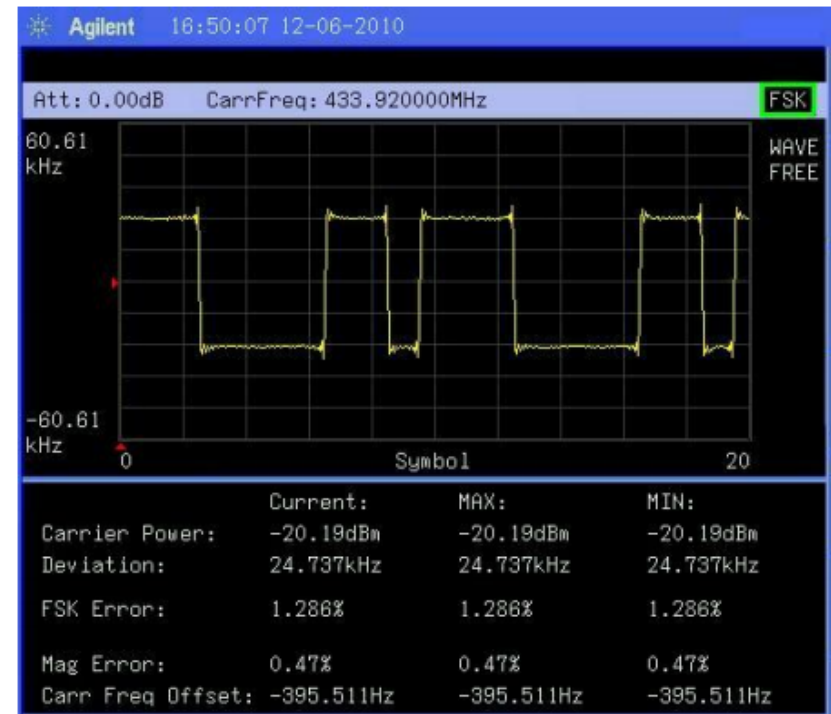 Agilent 16:50:07 12-06-2010
Att: 0.00dB CarrFreq: 433.920000MHz FSK
60.61
kHz
WAVE
FREE
-60.61
kHz
0 Symbol 20
Current: MAX: MIN:
Carrier Power: -20.19dBm -20.19dBm -20.19dBm
Deviation: 24.737kHz 24.737kHz 24.737kHz
FSK Error: 1.286% 1.286% 1.286%
Mag Error: 0.47% 0.47% 0.47%
Carr Freq Offset: -395.511Hz -395.511Hz -395.511Hz